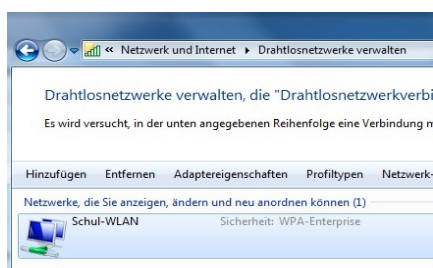 « Netzwerk und Internet ▸ Drahtlosnetzwerke verwalten
Drahtlosnetzwerke verwalten, die "Drahtlosnetzwerkverbi
Es wird versucht, in der unten angegebenen Reihenfolge eine Verbindung m
Hinzufügen Entfernen Adaptereigenschaften Profiltypen Netzwerk-
Netzwerke, die Sie anzeigen, ändern und neu anordnen können (1)
Schul-WLAN Sicherheit: WPA-Enterprise